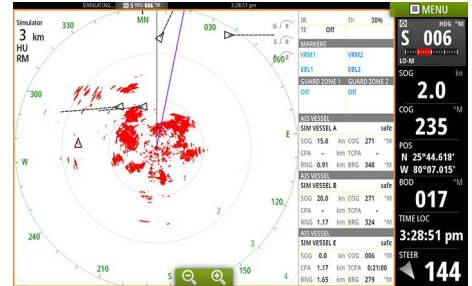 SIMULATING... S HDG 006 °M 3:28:51 pm
MENU
Simulator
3 km
HU
RM
MN
030
060
E
120
150
S
210
240
W
300
330
1
2
3
4
IR Th 30%
TE Off
MARKERS
VRM1 VRM2
EBL1 EBL2
GUARD ZONE 1 GUARD ZONE 2
Off Off
AIS VESSEL
SIM VESSEL A safe
SOG 15.0 kn COG 271 °M
CPA - km TCPA -
RNG 0.91 km BRG 348 °M
AIS VESSEL
SIM VESSEL B safe
SOG 20.0 kn COG 271 °M
CPA - km TCPA -
RNG 1.17 km BRG 324 °M
AIS VESSEL
SIM VESSEL E safe
SOG 0.0 kn COG 006 °M
CPA 1.17 km TCPA 0:21:00
RNG 1.65 km BRG 279 °M
HDG °M
S 006
LO-M
SOG kn
2.0
COG °M
235
POS
N 25°44.618'
W 80°07.015'
BOD °M
017
TIME LOC
3:28:51 pm
STEER °M
144